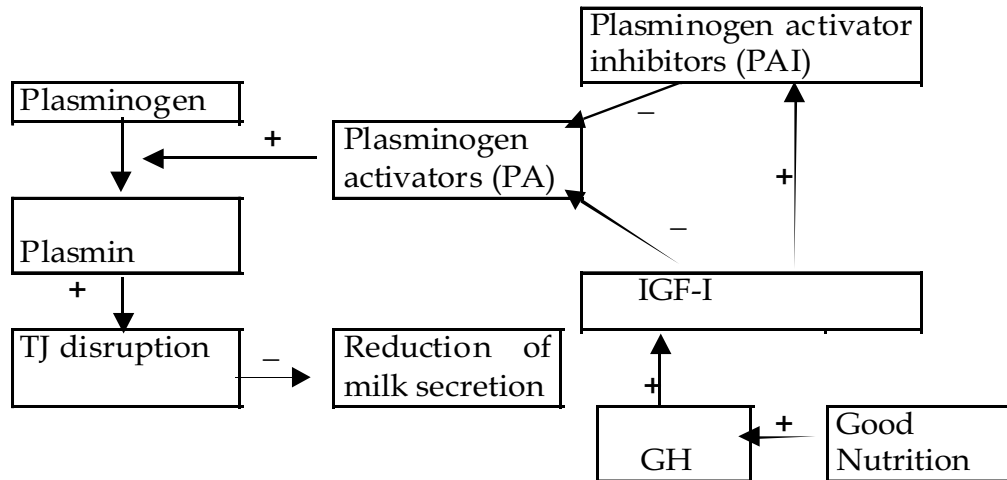 Plasminogen activator
inhibitors (PAI)
–
Plasminogen
+
Plasminogen
activators (PA)
+
–
Plasmin
+
IGF-I
TJ disruption
–
Reduction of
milk secretion
+
+
GH
Good
Nutrition